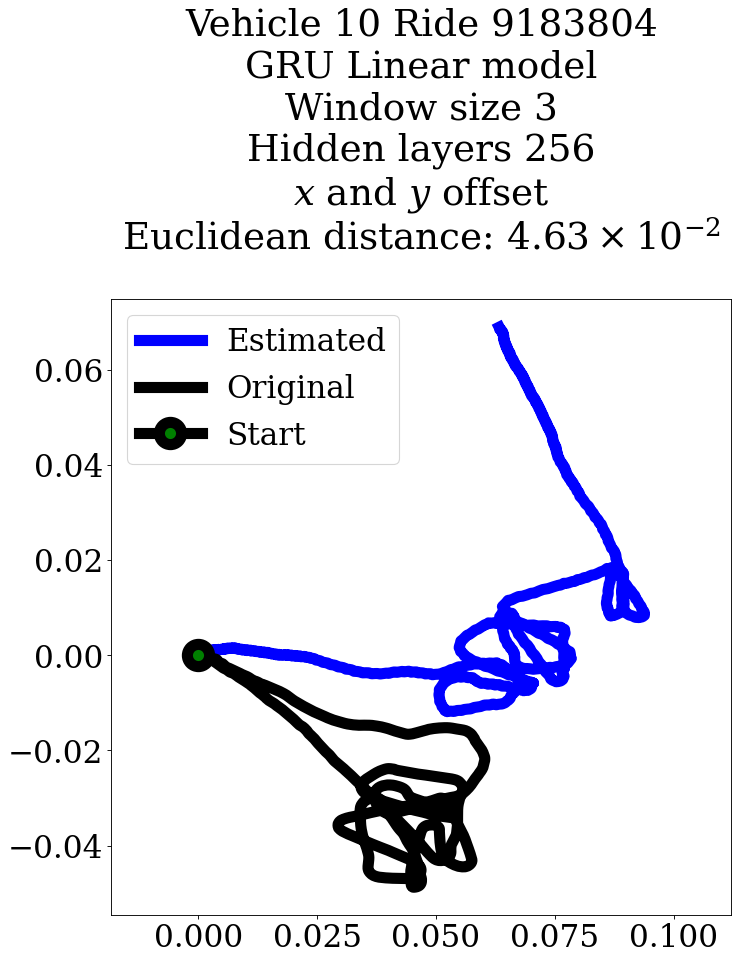 Vehicle 10 Ride 9183804
GRU Linear model
Window size 3
Hidden layers 256
x and y offset
Euclidean distance: 4.63 × 10⁻²
Estimated
Original
Start
0.06
0.04
0.02
0.00
−0.02
−0.04
0.000 0.025 0.050 0.075 0.100